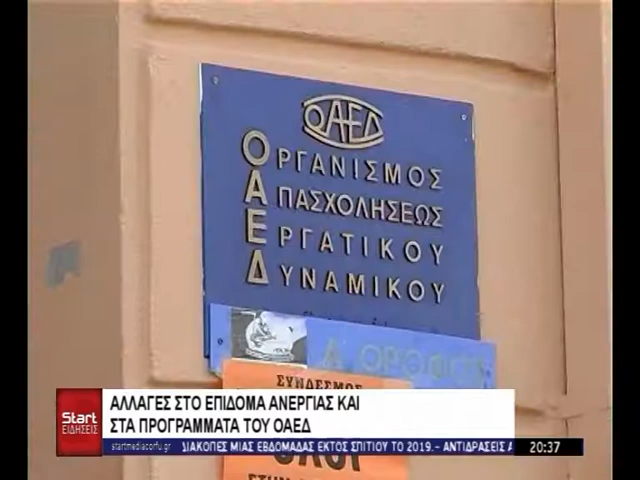 ΟΑΕΔ
ΟΡΓΑΝΙΣΜΟΣ
ΑΠΑΣΧΟΛΗΣΕΩΣ
ΕΡΓΑΤΙΚΟΥ
ΔΥΝΑΜΙΚΟΥ
ΣΥΝΔΕΣΜΟΣ
Start
ΕΙΔΗΣΕΙΣ
ΑΛΛΑΓΕΣ ΣΤΟ ΕΠΙΔΟΜΑ ΑΝΕΡΓΙΑΣ ΚΑΙ
ΣΤΑ ΠΡΟΓΡΑΜΜΑΤΑ ΤΟΥ ΟΑΕΔ
startmediacorfu.gr
ΔΙΑΚΟΠΕΣ ΜΙΑΣ ΕΒΔΟΜΑΔΑΣ ΕΚΤΟΣ ΣΠΙΤΙΟΥ ΤΟ 2019.- ΑΝΤΙΔΡΑΣΕΙΣ
20:37